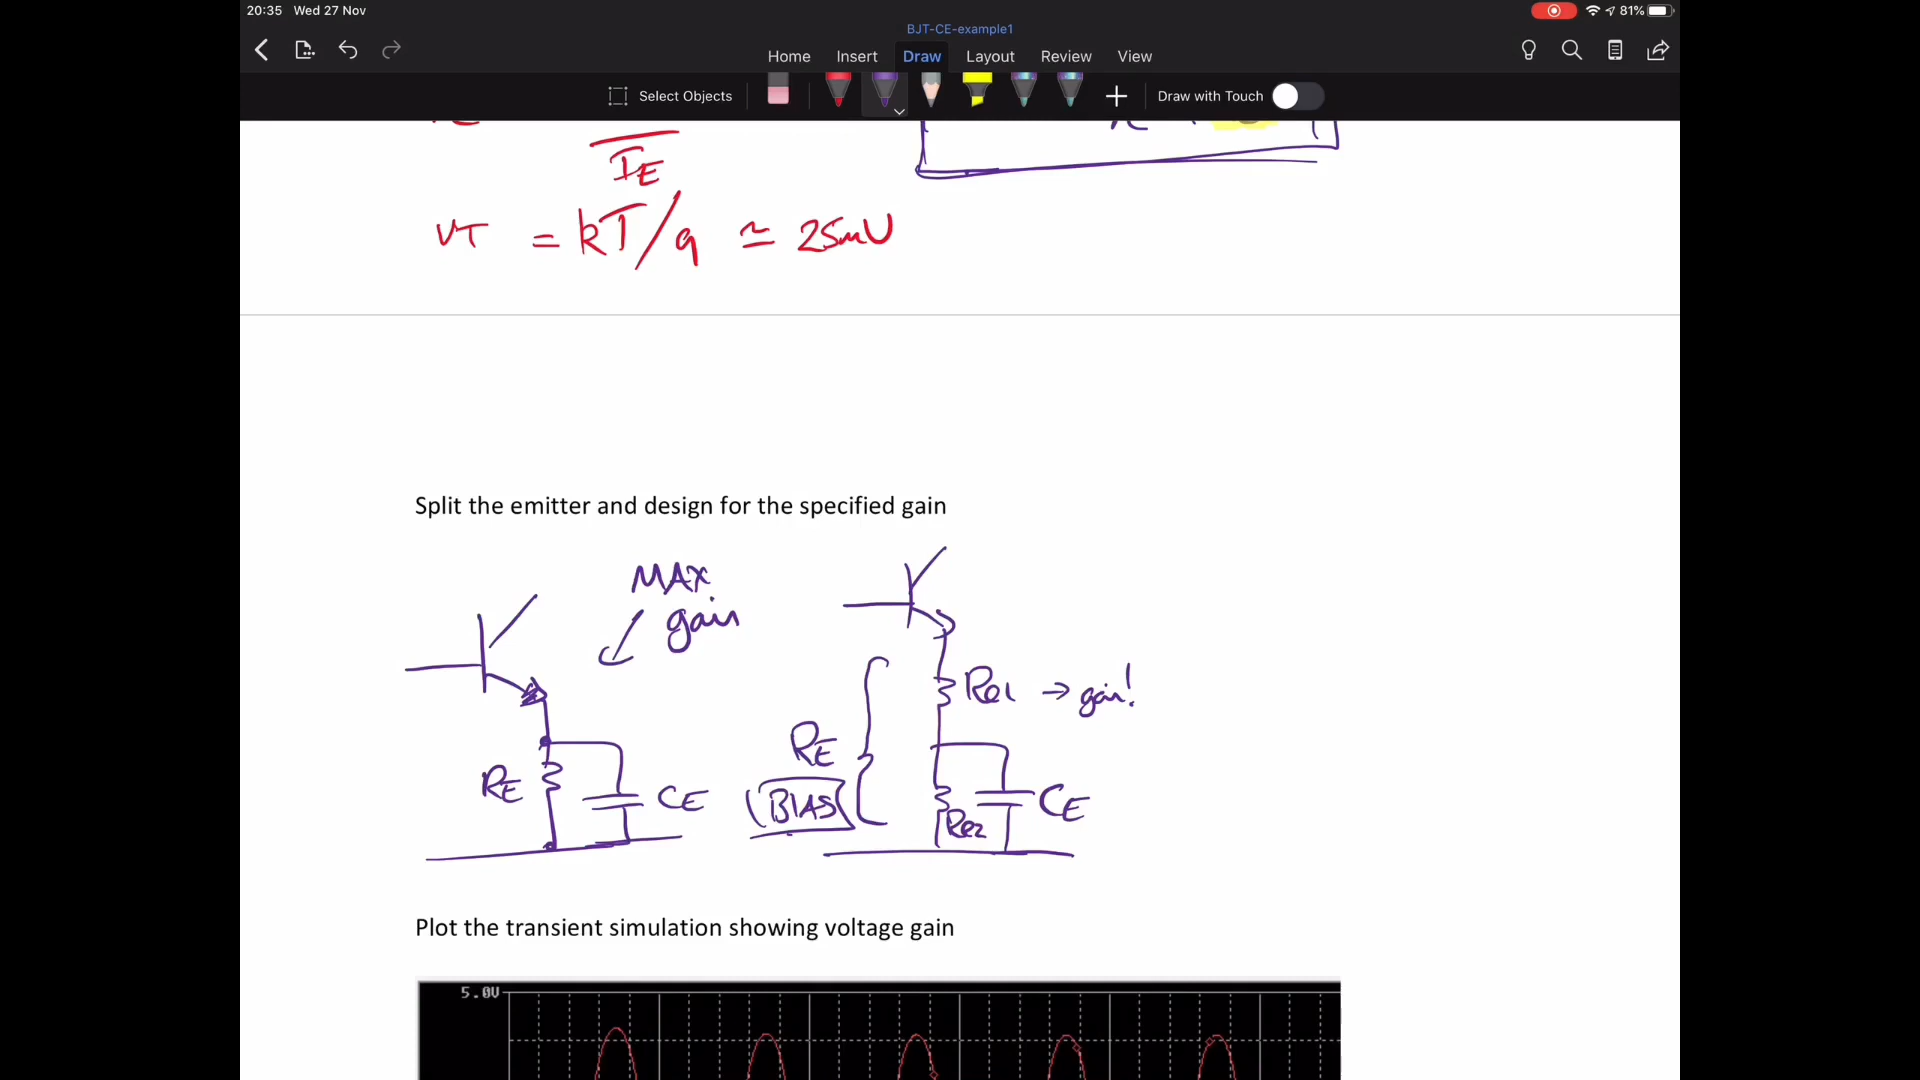 20:35 Wed 27 Nov
81%
BJT-CE-example1
Home Insert Draw Layout Review View
Select Objects
Draw with Touch
IE
VT = kT/q ≃ 25mV
Split the emitter and design for the specified gain
MAX
gain
RE
CE
RE
BIAS
Re1 → gain!
Re2
CE
Plot the transient simulation showing voltage gain
5.0V